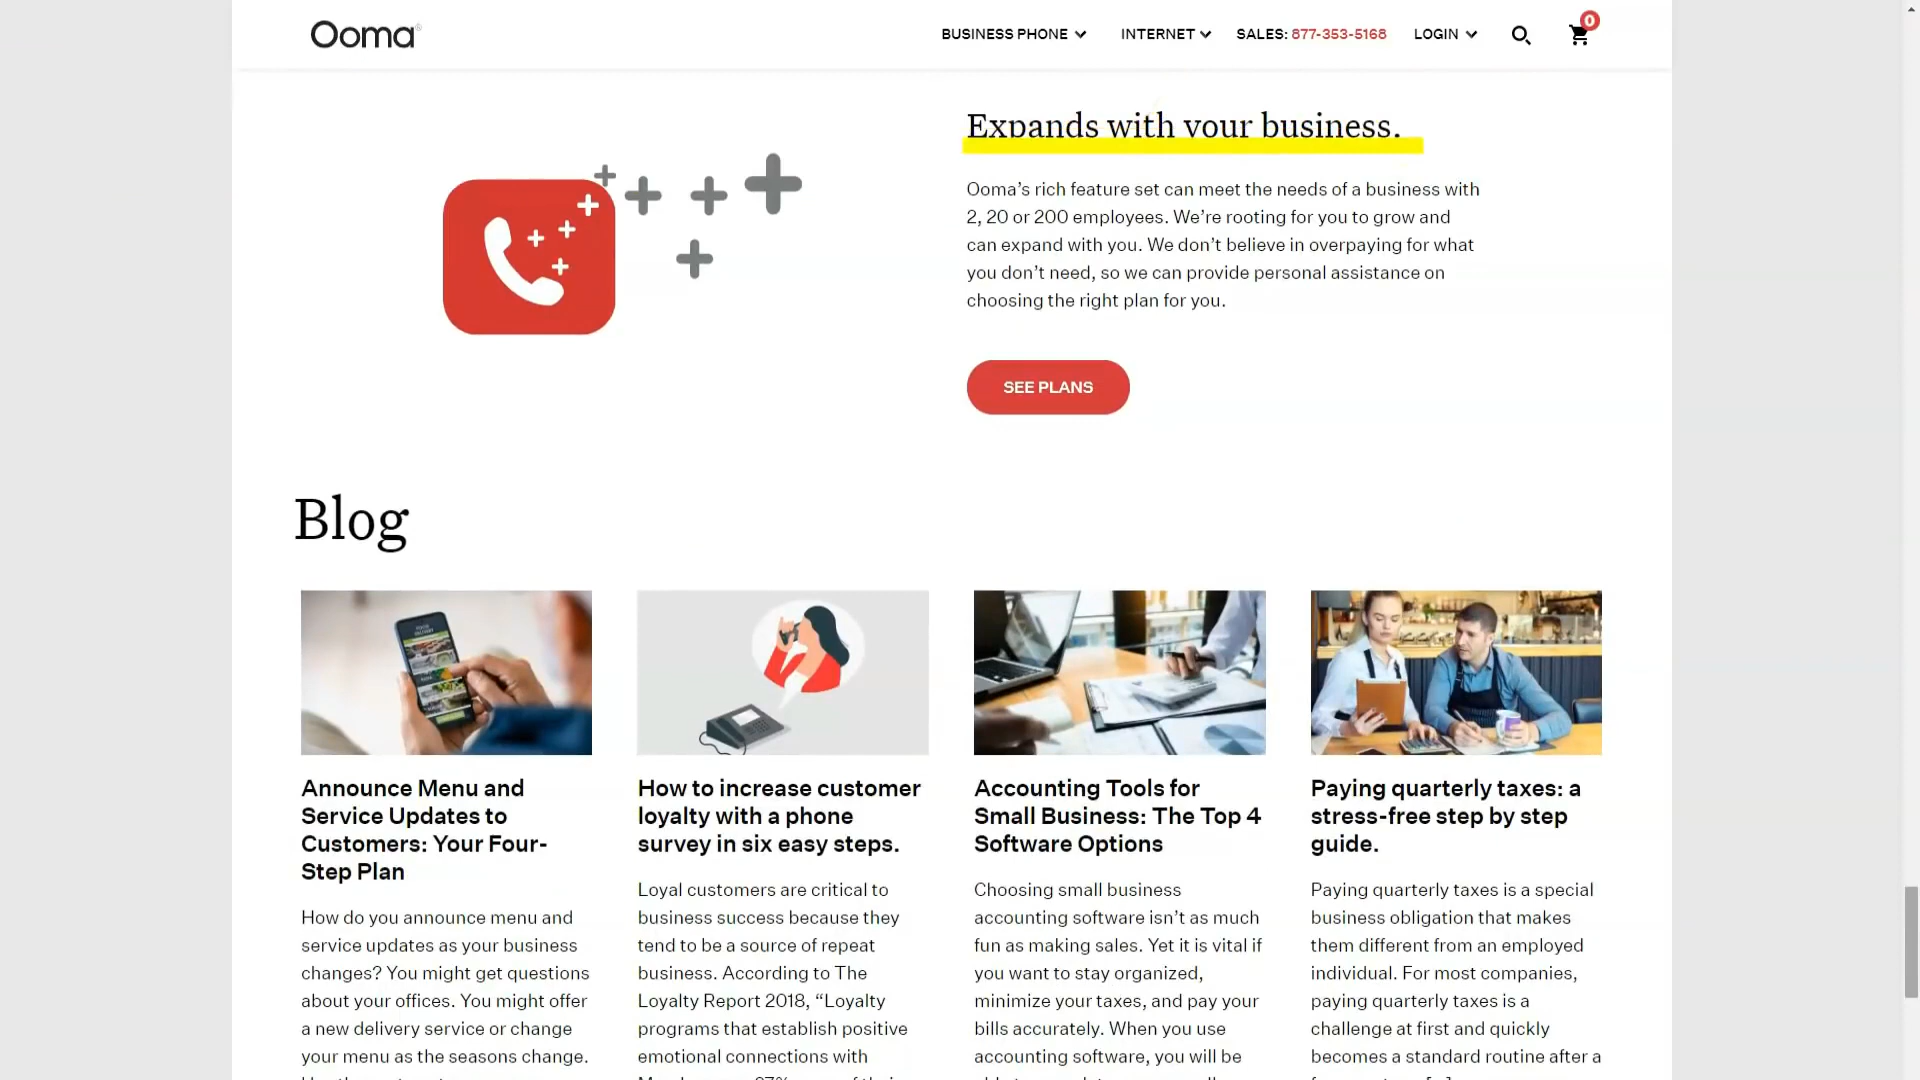 Ooma
BUSINESS PHONE
INTERNET
SALES: 877-353-5168
LOGIN
0
Expands with your business.
Ooma’s rich feature set can meet the needs of a business with
2, 20 or 200 employees. We’re rooting for you to grow and
can expand with you. We don’t believe in overpaying for what
you don’t need, so we can provide personal assistance on
choosing the right plan for you.
SEE PLANS
Blog
Announce Menu and
Service Updates to
Customers: Your Four-
Step Plan
How do you announce menu and
service updates as your business
changes? You might get questions
about your offices. You might offer
a new delivery service or change
your menu as the seasons change.
How to increase customer
loyalty with a phone
survey in six easy steps.
Loyal customers are critical to
business success because they
tend to be a source of repeat
business. According to The
Loyalty Report 2018, “Loyalty
programs that establish positive
emotional connections with
Accounting Tools for
Small Business: The Top 4
Software Options
Choosing small business
accounting software isn’t as much
fun as making sales. Yet it is vital if
you want to stay organized,
minimize your taxes, and pay your
bills accurately. When you use
accounting software, you will be
Paying quarterly taxes: a
stress-free step by step
guide.
Paying quarterly taxes is a special
business obligation that makes
them different from an employed
individual. For most companies,
paying quarterly taxes is a
challenge at first and quickly
becomes a standard routine after a